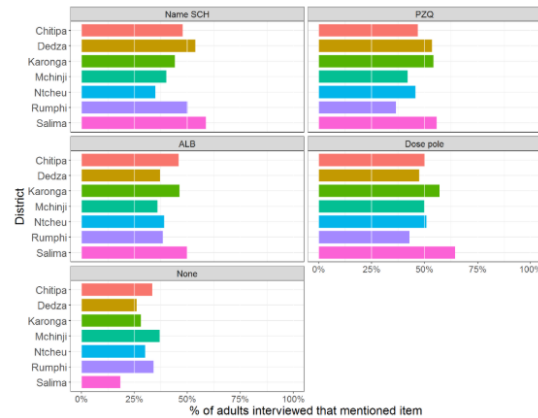 Name SCH
PZQ
Chitipa
Dedza
Karonga
Mchinji
Ntcheu
Rumphi
Salima
ALB
Dose pole
Chitipa
Dedza
Karonga
Mchinji
Ntcheu
Rumphi
Salima
0% 25% 50% 75% 100%
None
Chitipa
Dedza
Karonga
Mchinji
Ntcheu
Rumphi
Salima
0% 25% 50% 75% 100%
District
% of adults interviewed that mentioned item